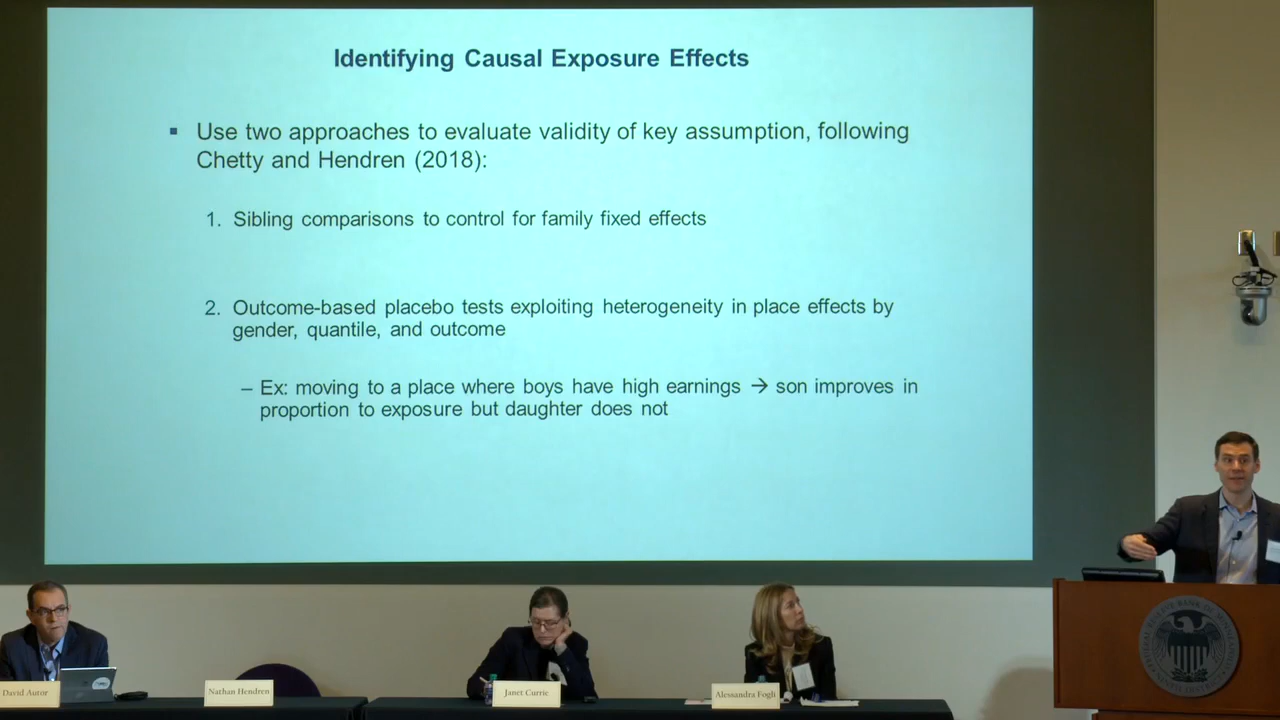 Identifying Causal Exposure Effects
▪ Use two approaches to evaluate validity of key assumption, following
Chetty and Hendren (2018):
1. Sibling comparisons to control for family fixed effects
2. Outcome-based placebo tests exploiting heterogeneity in place effects by
gender, quantile, and outcome
– Ex: moving to a place where boys have high earnings → son improves in
proportion to exposure but daughter does not
David Autor
Nathan Hendren
Janet Currie
Alessandra Fogli